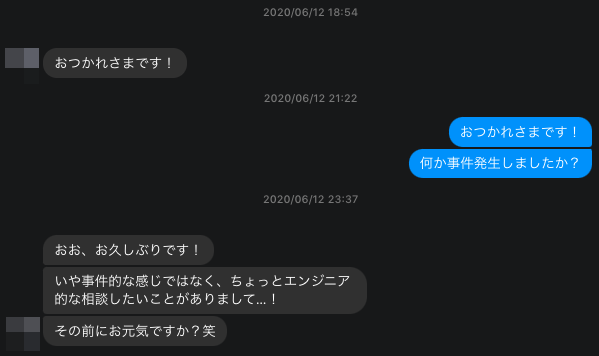 2020/06/12 18:54
おつかれさまです！
2020/06/12 21:22
おつかれさまです！
何か事件発生しましたか？
2020/06/12 23:37
おお、お久しぶりです！
いや事件的な感じではなく、ちょっとエンジニア
的な相談したいことがありまして...！
その前にお元気ですか？笑